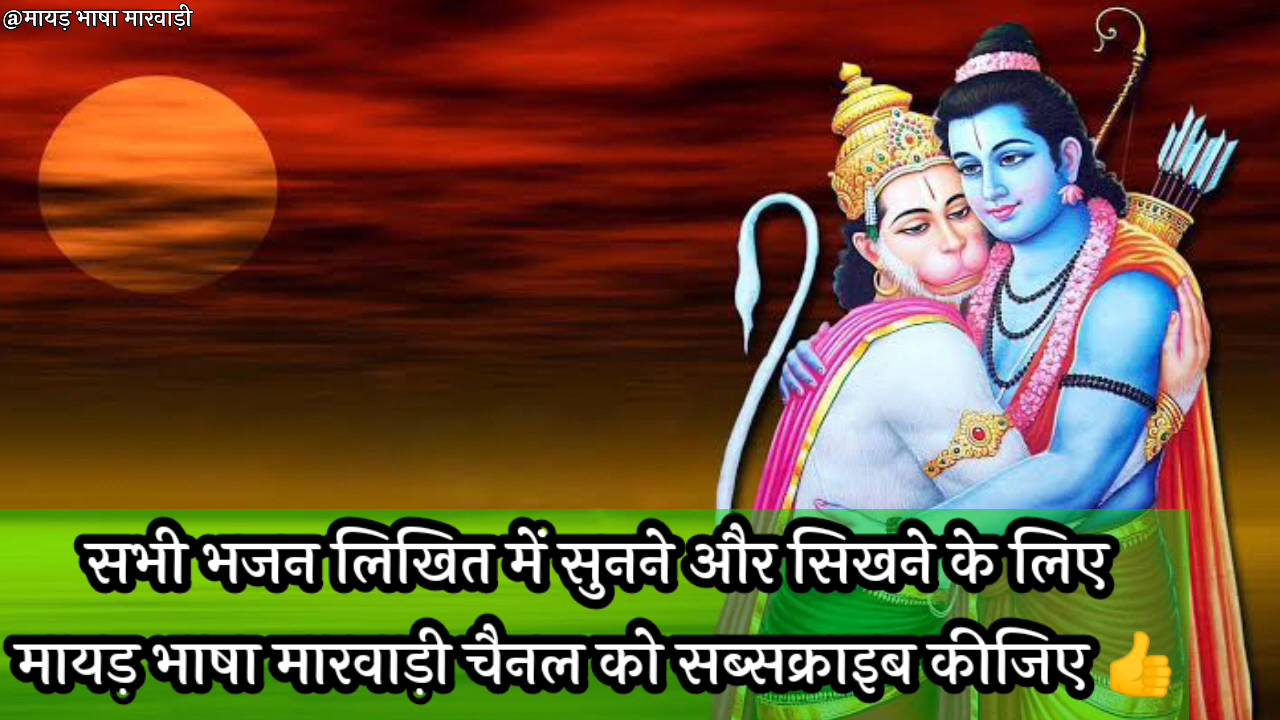 @मायड़ भाषा मारवाड़ी
सभी भजन लिखित में सुनने और सिखने के लिए
मायड़ भाषा मारवाड़ी चैनल को सब्सक्राइब कीजिए 👍